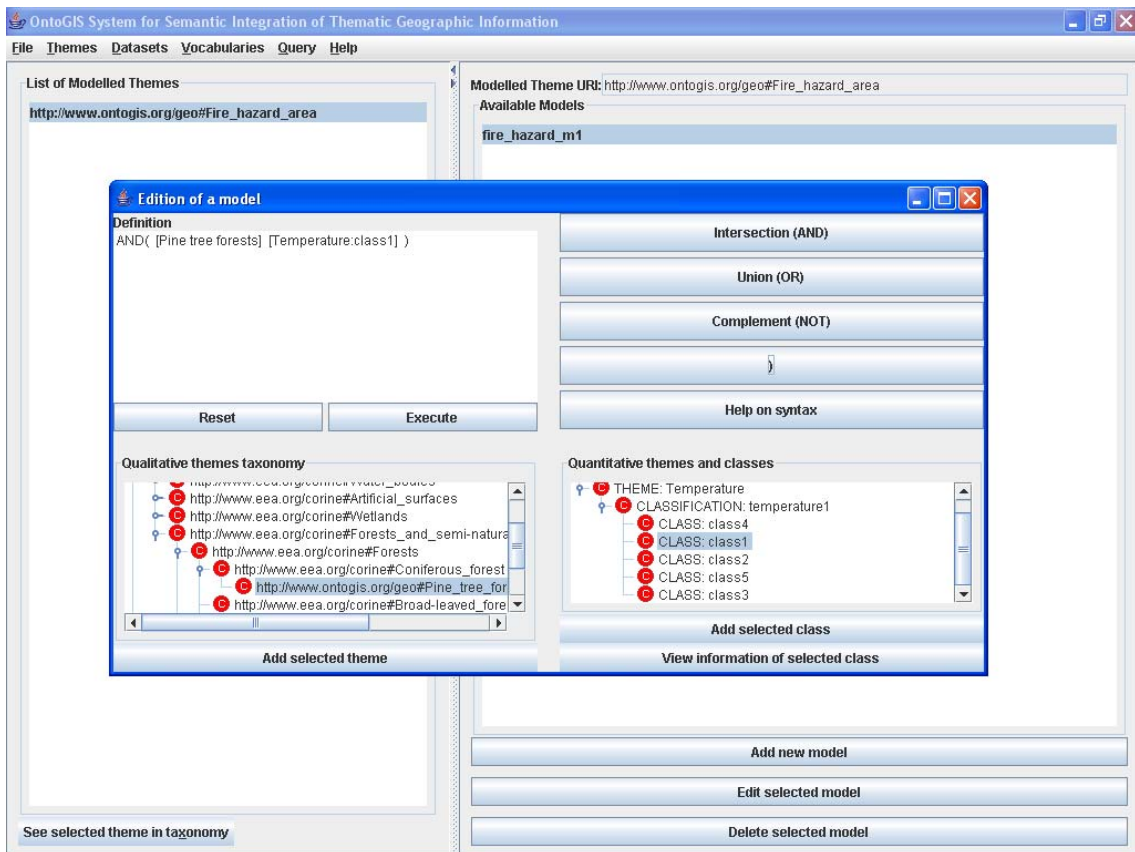 OntoGIS System for Semantic Integration of Thematic Geographic Information
File Themes Datasets Vocabularies Query Help
List of Modelled Themes
http://www.ontogis.org/geo#Fire_hazard_area
Modelled Theme URI: http://www.ontogis.org/geo#Fire_hazard_area
Available Models
fire_hazard_m1
Edition of a model
Definition
AND( [Pine tree forests] [Temperature:class1] )
Intersection (AND)
Union (OR)
Complement (NOT)
)
Help on syntax
Reset
Execute
Qualitative themes taxonomy
http://www.eea.org/corine#Artificial_surfaces
http://www.eea.org/corine#Wetlands
http://www.eea.org/corine#Forests_and_semi-natura
http://www.eea.org/corine#Forests
http://www.eea.org/corine#Coniferous_forest
http://www.ontogis.org/geo#Pine_tree_for
http://www.eea.org/corine#Broad-leaved_fore
Add selected theme
Quantitative themes and classes
THEME: Temperature
CLASSIFICATION: temperature1
CLASS: class4
CLASS: class1
CLASS: class2
CLASS: class5
CLASS: class3
Add selected class
View information of selected class
Add new model
Edit selected model
Delete selected model
See selected theme in taxonomy